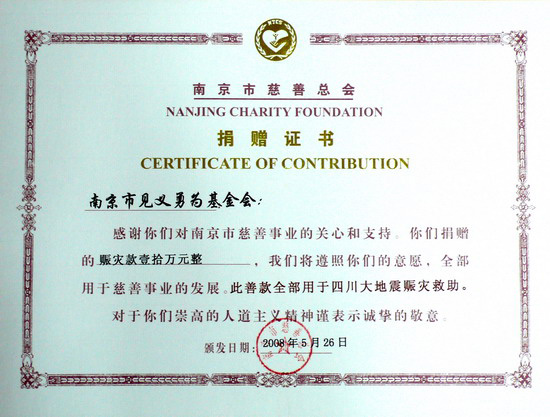 南京市慈善总会
NANJING CHARITY FOUNDATION
捐赠证书
CERTIFICATE OF CONTRIBUTION
南京市见义勇为基金会：
感谢你们对南京市慈善事业的关心和支持。你们捐赠
的赈灾款壹拾万元整，我们将遵照你们的意愿，全部
用于慈善事业的发展。此善款全部用于四川大地震赈灾救助。
对于你们崇高的人道主义精神谨表示诚挚的敬意。
颁发日期：2008年5月26日